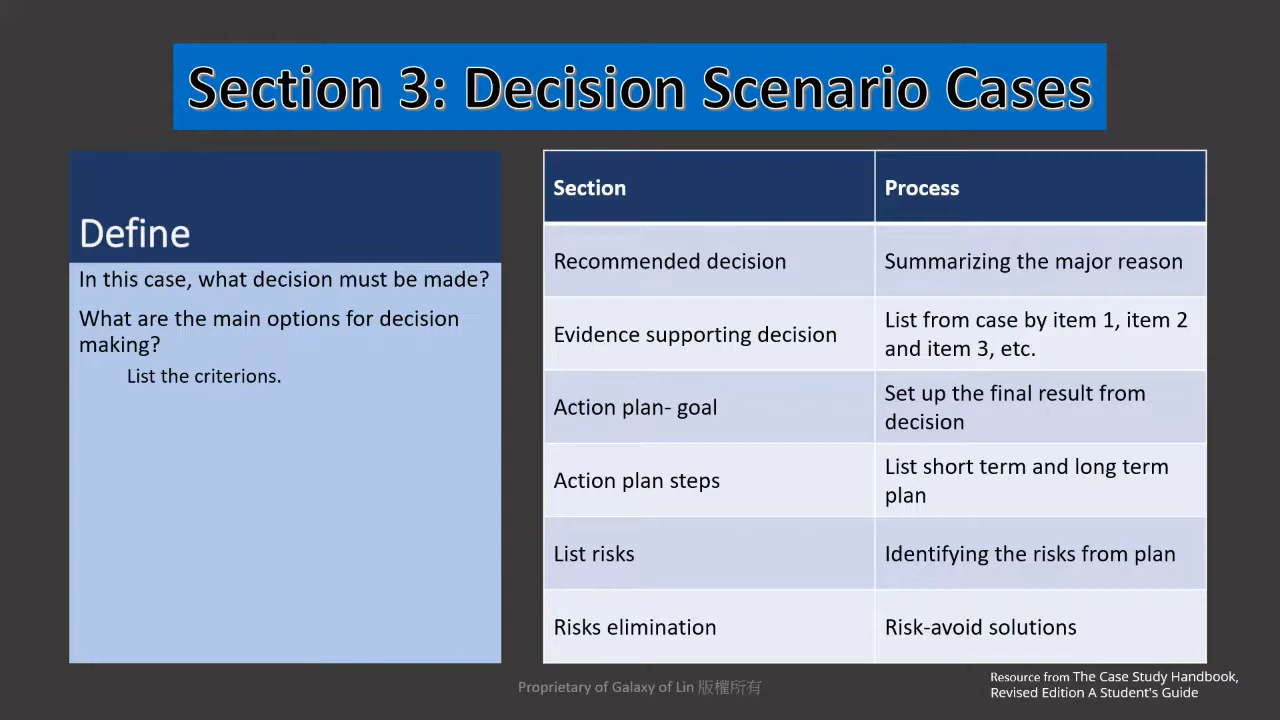 Section 3: Decision Scenario Cases
Define
In this case, what decision must be made?
What are the main options for decision
making?
List the criterions.
Section
Process
Recommended decision
Summarizing the major reason
Evidence supporting decision
List from case by item 1, item 2
and item 3, etc.
Action plan- goal
Set up the final result from
decision
Action plan steps
List short term and long term
plan
List risks
Identifying the risks from plan
Risks elimination
Risk-avoid solutions
Proprietary of Galaxy of Lin 版權所有
Resource from The Case Study Handbook,
Revised Edition A Student's Guide